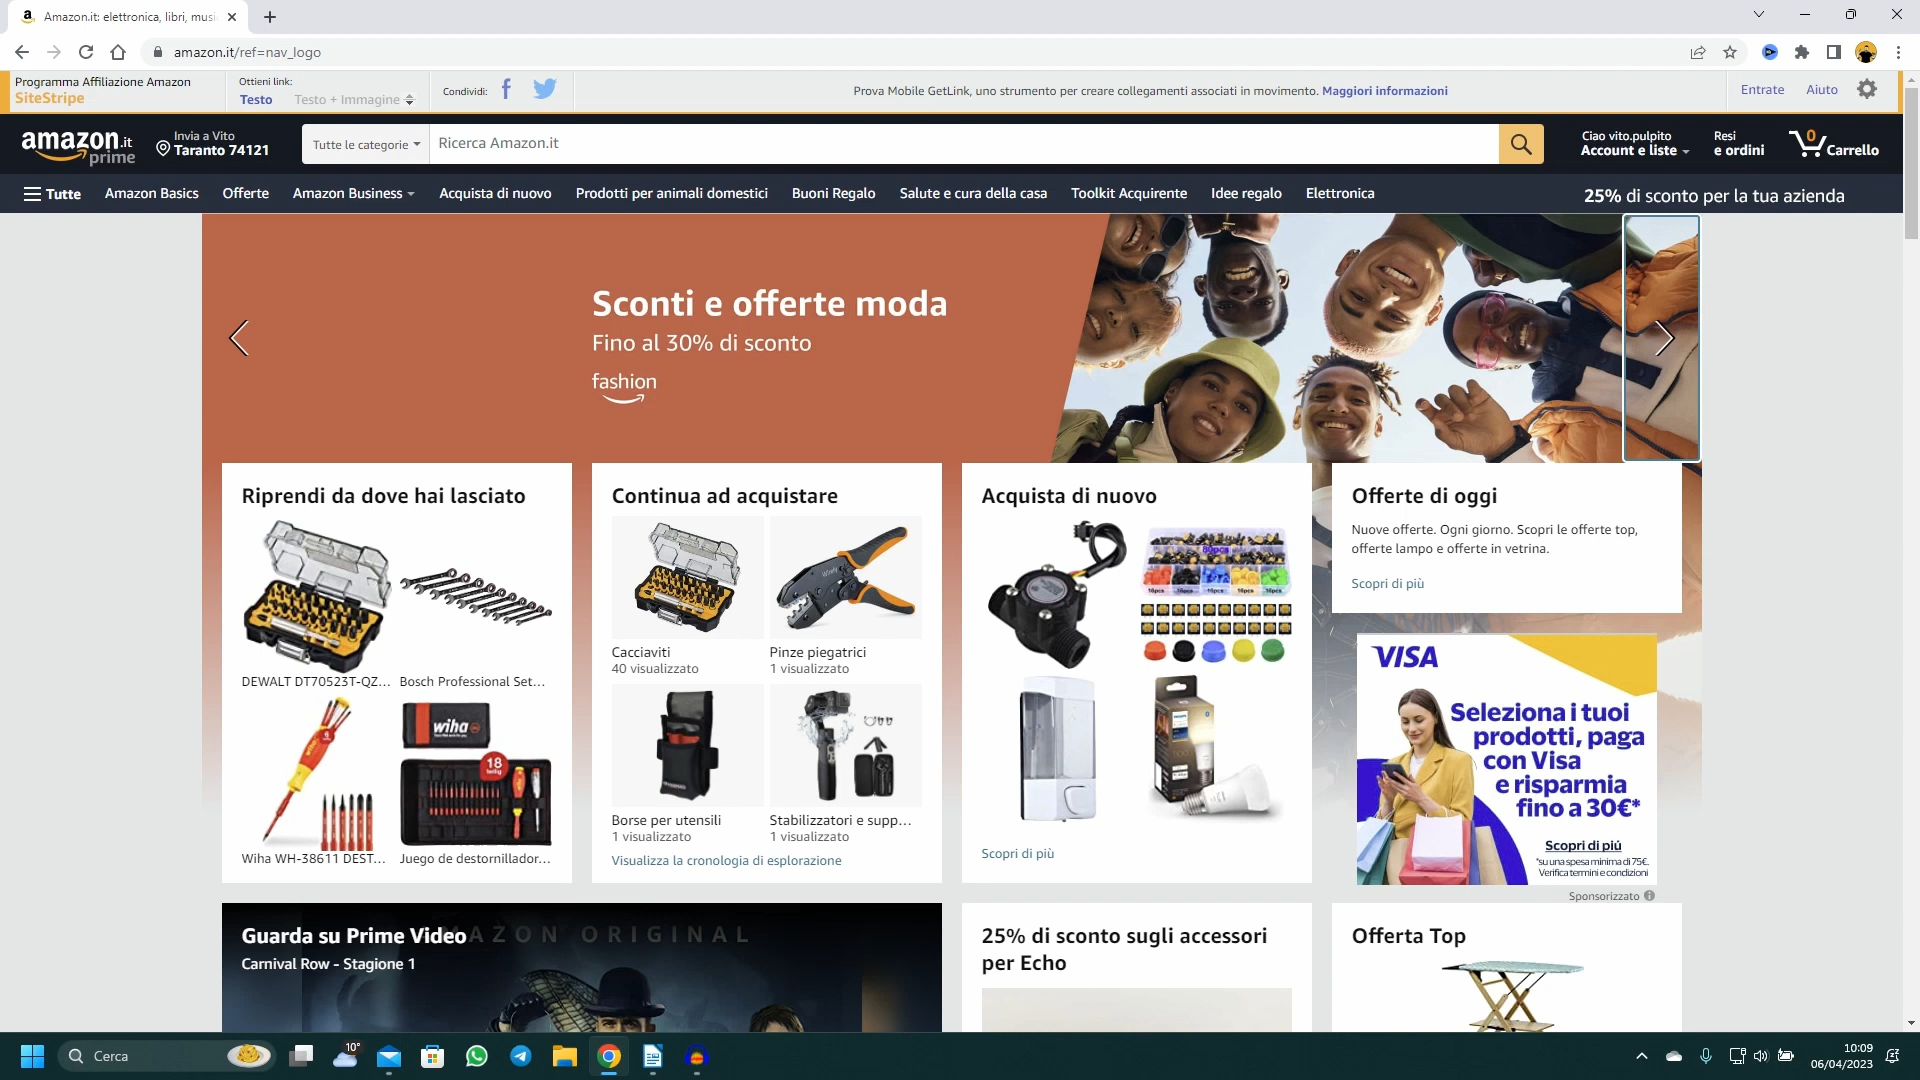 Amazon.it: elettronica, libri, musi
amazon.it/ref=nav_logo
Programma Affiliazione Amazon
SiteStripe
Ottieni link:
Testo
Testo + Immagine
Condividi:
Prova Mobile GetLink, uno strumento per creare collegamenti associati in movimento. Maggiori informazioni
Entrate
Aiuto
amazon.it
prime
Invia a Vito
Taranto 74121
Tutte le categorie
Ricerca Amazon.it
Ciao vito.pulpito
Account e liste
Resi
e ordini
0
Carrello
Tutte
Amazon Basics
Offerte
Amazon Business
Acquista di nuovo
Prodotti per animali domestici
Buoni Regalo
Salute e cura della casa
Toolkit Acquirente
Idee regalo
Elettronica
25% di sconto per la tua azienda
Sconti e offerte moda
Fino al 30% di sconto
fashion
Riprendi da dove hai lasciato
DEWALT DT70523T-QZ...
Bosch Professional Set...
wiha
18
Wiha WH-38611 DEST...
Juego de destornillador...
Continua ad acquistare
Cacciaviti
40 visualizzato
Pinze piegatrici
1 visualizzato
Borse per utensili
1 visualizzato
Stabilizzatori e supp...
1 visualizzato
Visualizza la cronologia di esplorazione
Acquista di nuovo
80pcs
16pcs 16pcs 16pcs 16pcs 16pcs
Scopri di più
Offerte di oggi
Nuove offerte. Ogni giorno. Scopri le offerte top,
offerte lampo e offerte in vetrina.
Scopri di più
VISA
Seleziona i tuoi
prodotti, paga
con Visa
e risparmia
fino a 30€*
Scopri di piú
*su una spesa minima di 75€.
Verifica termini e condizioni
Sponsorizzato
Guarda su Prime Video
AMAZON ORIGINAL
Carnival Row - Stagione 1
25% di sconto sugli accessori
per Echo
Offerta Top
Cerca
10°
10:09
06/04/2023